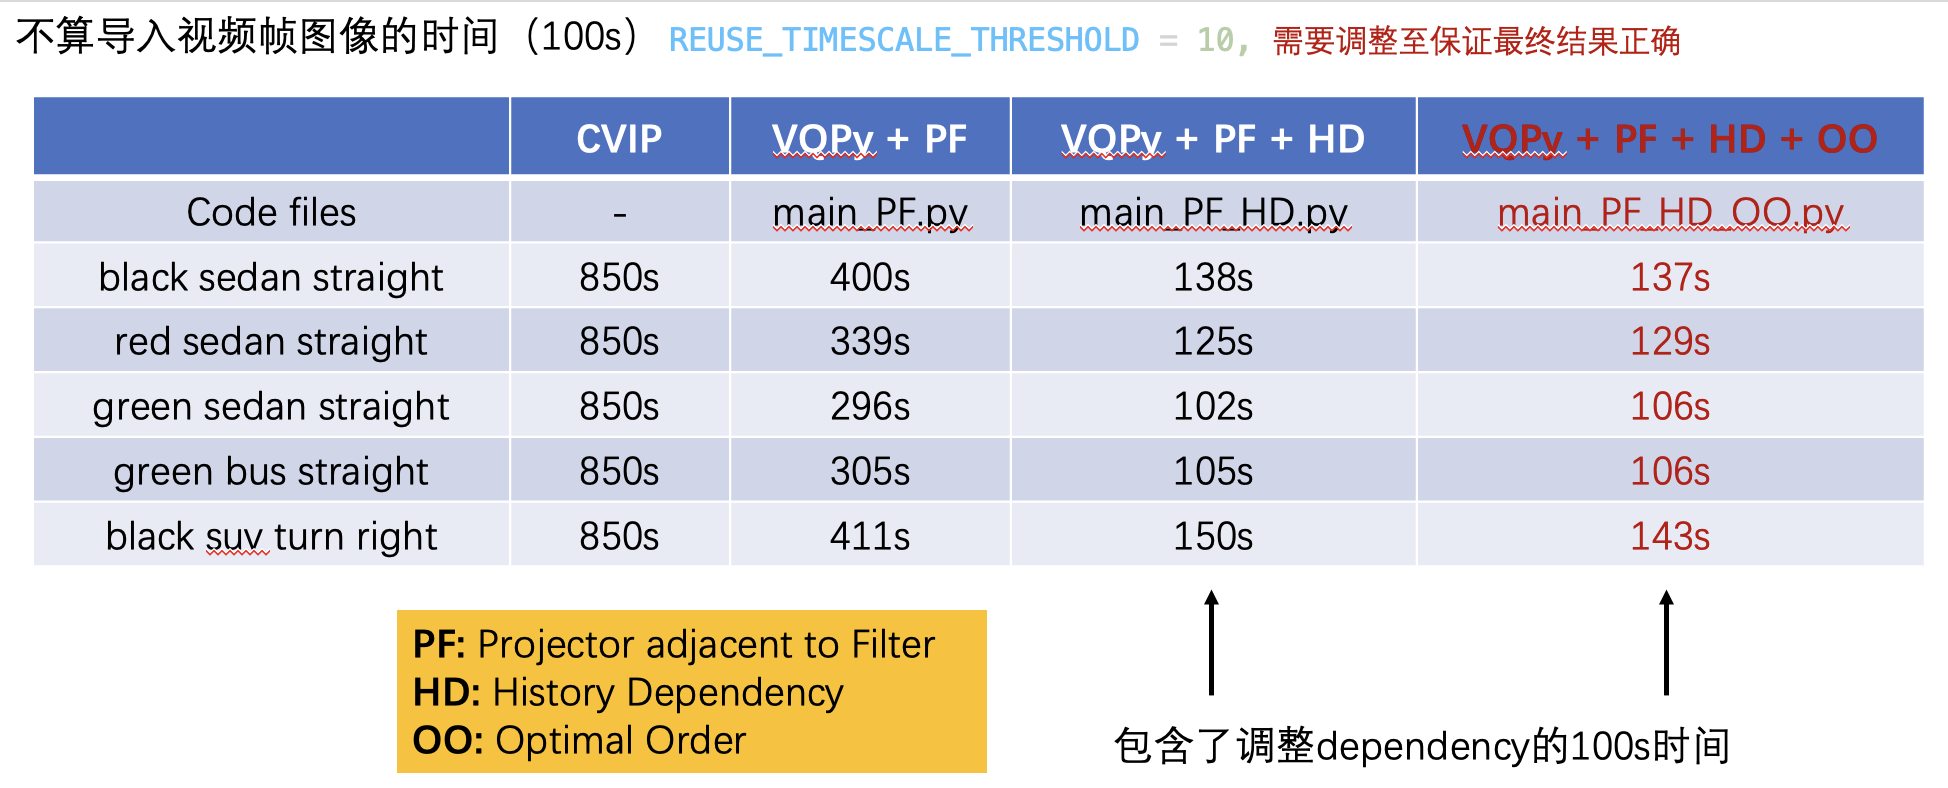 不算导入视频帧图像的时间（100s） REUSE_TIMESCALE_THRESHOLD = 10, 需要调整至保证最终结果正确
CVIP VQPy + PF VQPy + PF + HD VQPy + PF + HD + OO
Code files - main_PF.py main_PF_HD.py main_PF_HD_OO.py
black sedan straight 850s 400s 138s 137s
red sedan straight 850s 339s 125s 129s
green sedan straight 850s 296s 102s 106s
green bus straight 850s 305s 105s 106s
black suv turn right 850s 411s 150s 143s
PF: Projector adjacent to Filter
HD: History Dependency
OO: Optimal Order
包含了调整dependency的100s时间